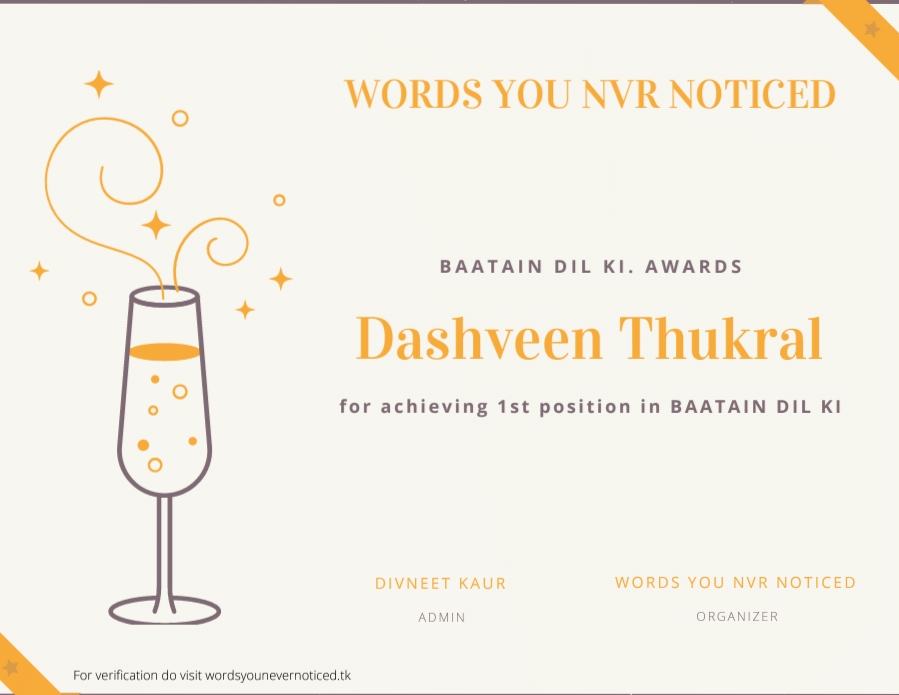 WORDS YOU NVR NOTICED
BAATAIN DIL KI. AWARDS
Dashveen Thukral
for achieving 1st position in BAATAIN DIL KI
DIVNEET KAUR
ADMIN
WORDS YOU NVR NOTICED
ORGANIZER
For verification do visit wordsyounevernoticed.tk